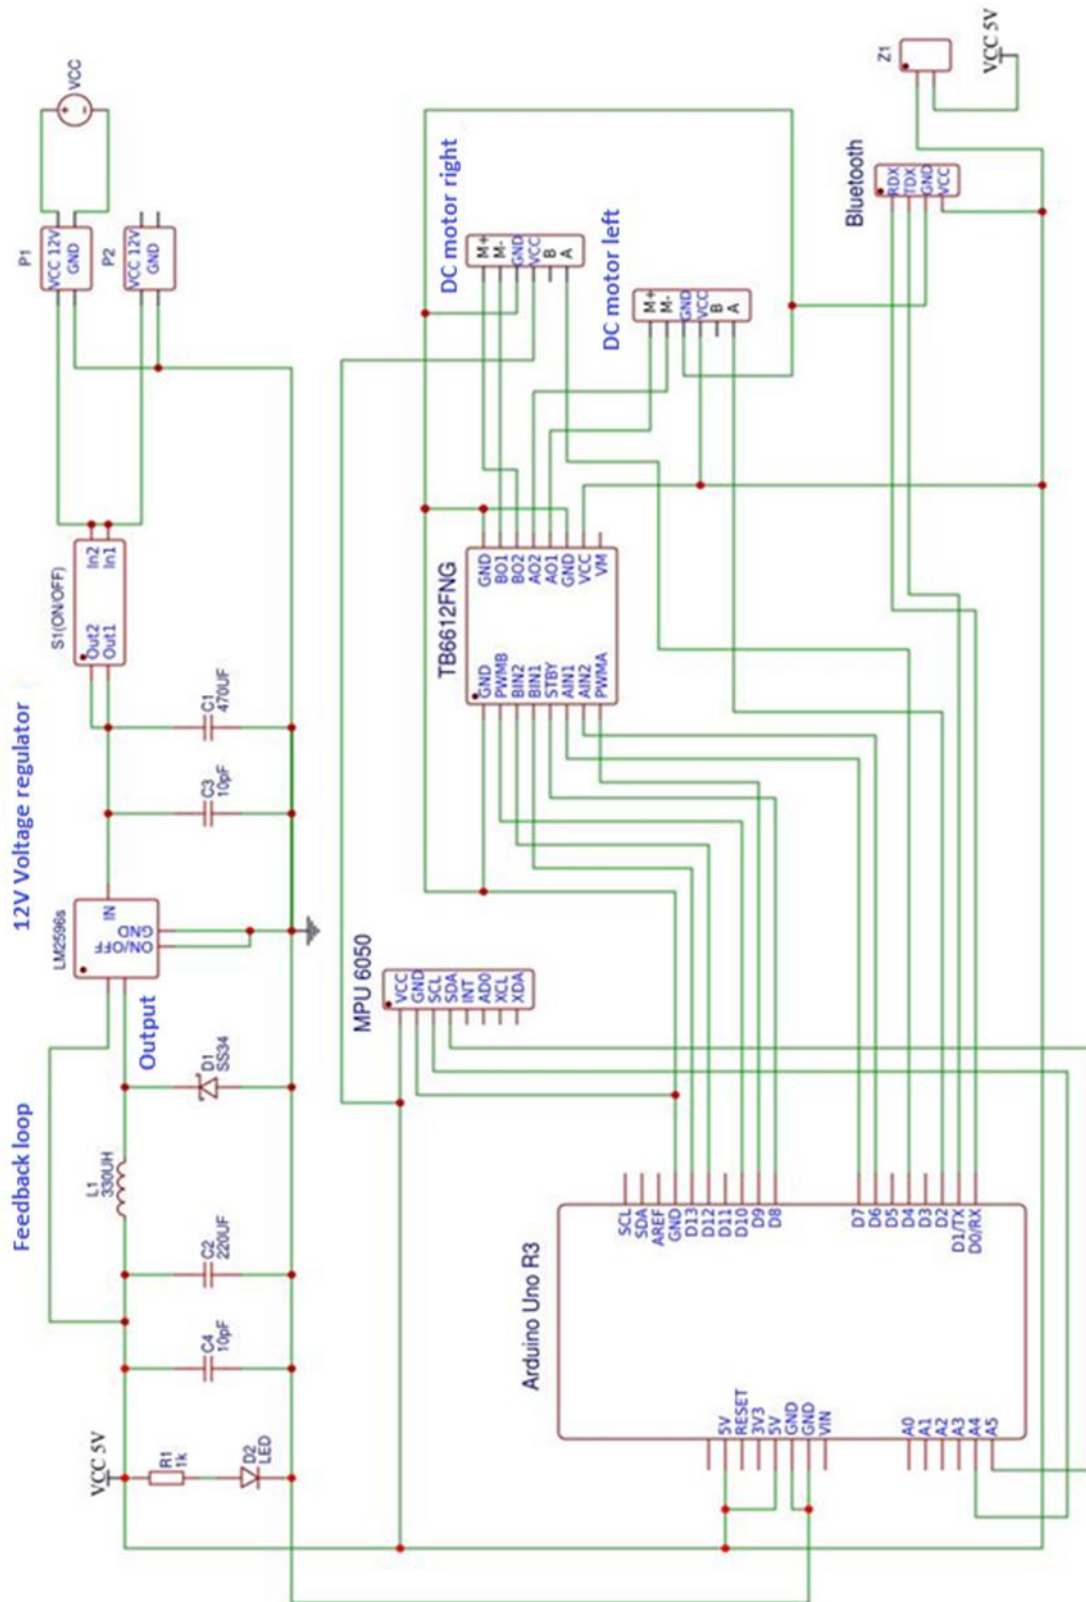 VCC
P1
VCC 12V
GND
P2
VCC 12V
GND
S1(ON/OFF)
In2
In1
Out2
Out1
12V Voltage regulator
C1
470UF
C3
10pF
LM2596s
IN
GND
ON/OFF
Output
Feedback loop
D1
SS34
L1
330UH
C2
220UF
C4
10pF
VCC 5V
R1
1k
D2
LED
DC motor right
M+
M-
GND
VCC
B
A
DC motor left
M+
M-
GND
VCC
B
A
TB6612FNG
GND
BO1
BO2
AO2
AO1
GND
VCC
VM
GND
PWMB
BIN2
BIN1
STBY
AIN1
AIN2
PWMA
MPU 6050
VCC
GND
SCL
SDA
INT
AD0
XCL
XDA
Z1
VCC 5V
Bluetooth
RDX
TDX
GND
VCC
Arduino Uno R3
SCL
SDA
AREF
GND
D13
D12
D11
D10
D9
D8
D7
D6
D5
D4
D3
D2
D1/TX
D0/RX
5V
RESET
3V3
5V
GND
GND
VIN
A0
A1
A2
A3
A4
A5